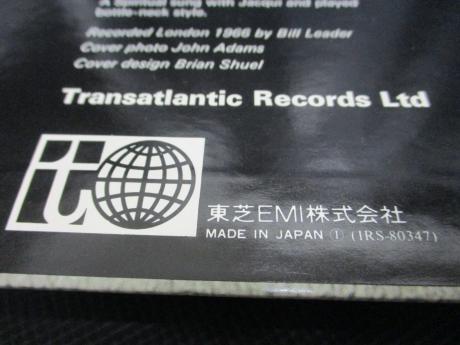 A spiritual sung with Jacqui and played
bottle-neck style.
Recorded London 1966 by Bill Leader
Cover photo John Adams
Cover design Brian Shuel
Transatlantic Records Ltd
it
東芝EMI株式会社
MADE IN JAPAN ① (IRS-80347)